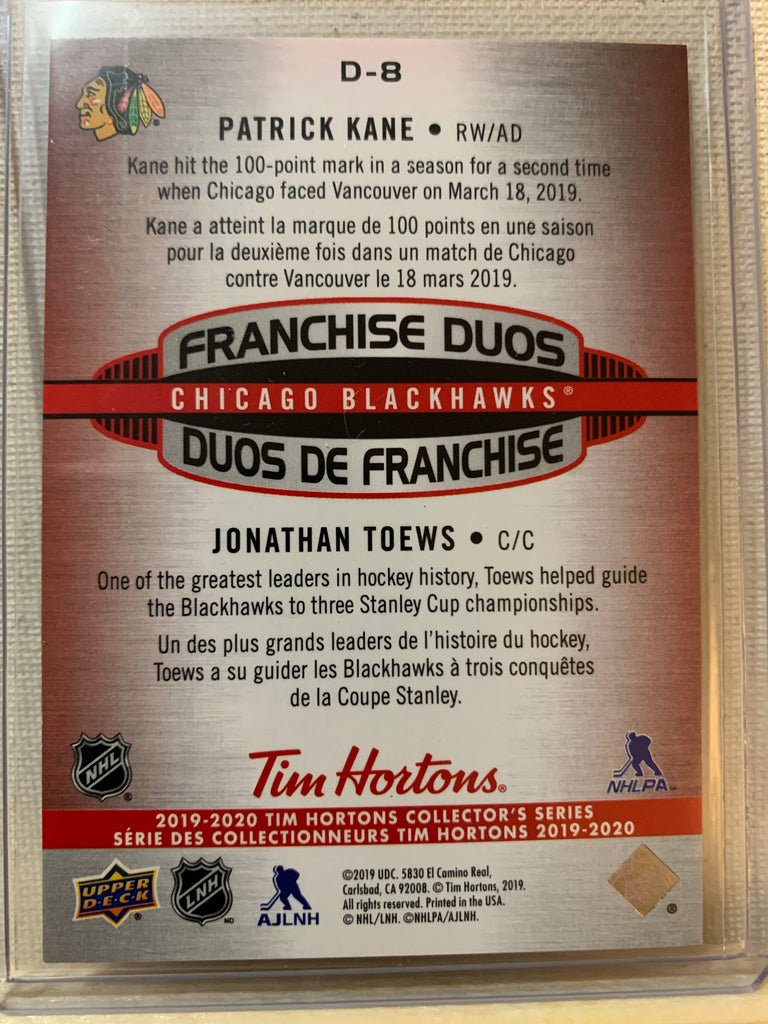 D-8
PATRICK KANE • RW/AD
Kane hit the 100-point mark in a season for a second time
when Chicago faced Vancouver on March 18, 2019.
Kane a atteint la marque de 100 points en une saison
pour la deuxième fois dans un match de Chicago
contre Vancouver le 18 mars 2019.
FRANCHISE DUOS
CHICAGO BLACKHAWKS®
DUOS DE FRANCHISE
JONATHAN TOEWS • C/C
One of the greatest leaders in hockey history, Toews helped guide
the Blackhawks to three Stanley Cup championships.
Un des plus grands leaders de l'histoire du hockey,
Toews a su guider les Blackhawks à trois conquêtes
de la Coupe Stanley.
NHL®
Tim Hortons®
NHLPA™
2019-2020 TIM HORTONS COLLECTOR'S SERIES
SÉRIE DES COLLECTIONNEURS TIM HORTONS 2019-2020
UPPER
D·E·C·K®
LNH MD
AJLNH
©2019 UDC. 5830 El Camino Real,
Carlsbad, CA 92008. © Tim Hortons, 2019.
All rights reserved. Printed in the USA.
© NHL/LNH. ©NHLPA/AJLNH.
®